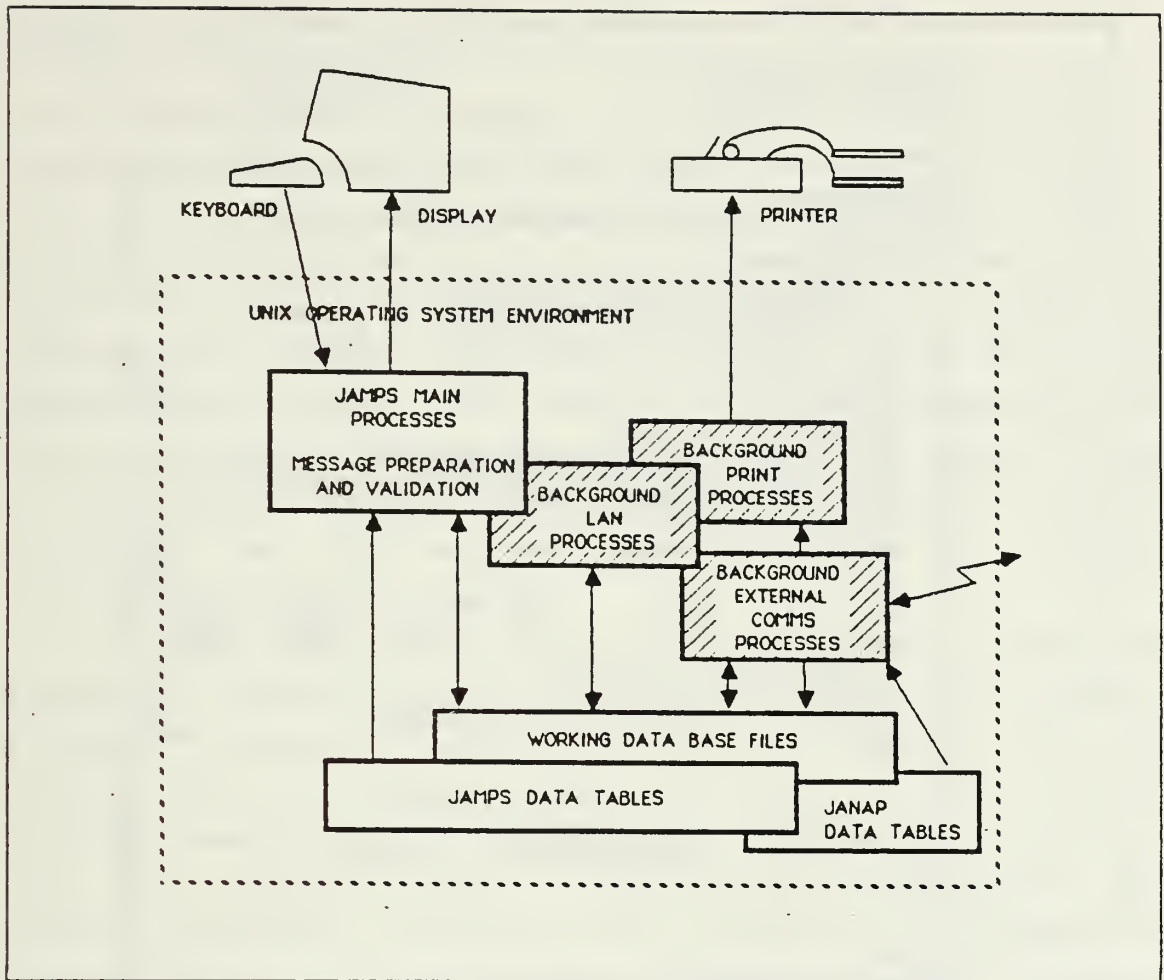 KEYBOARD
DISPLAY
PRINTER
UNIX OPERATING SYSTEM ENVIRONMENT
JAMPS MAIN
PROCESSES
MESSAGE PREPARATION
AND VALIDATION
BACKGROUND
PRINT
PROCESSES
BACKGROUND
LAN
PROCESSES
BACKGROUND
EXTERNAL
COMMS
PROCESSES
WORKING DATA BASE FILES
JAMPS DATA TABLES
JANAP
DATA TABLES